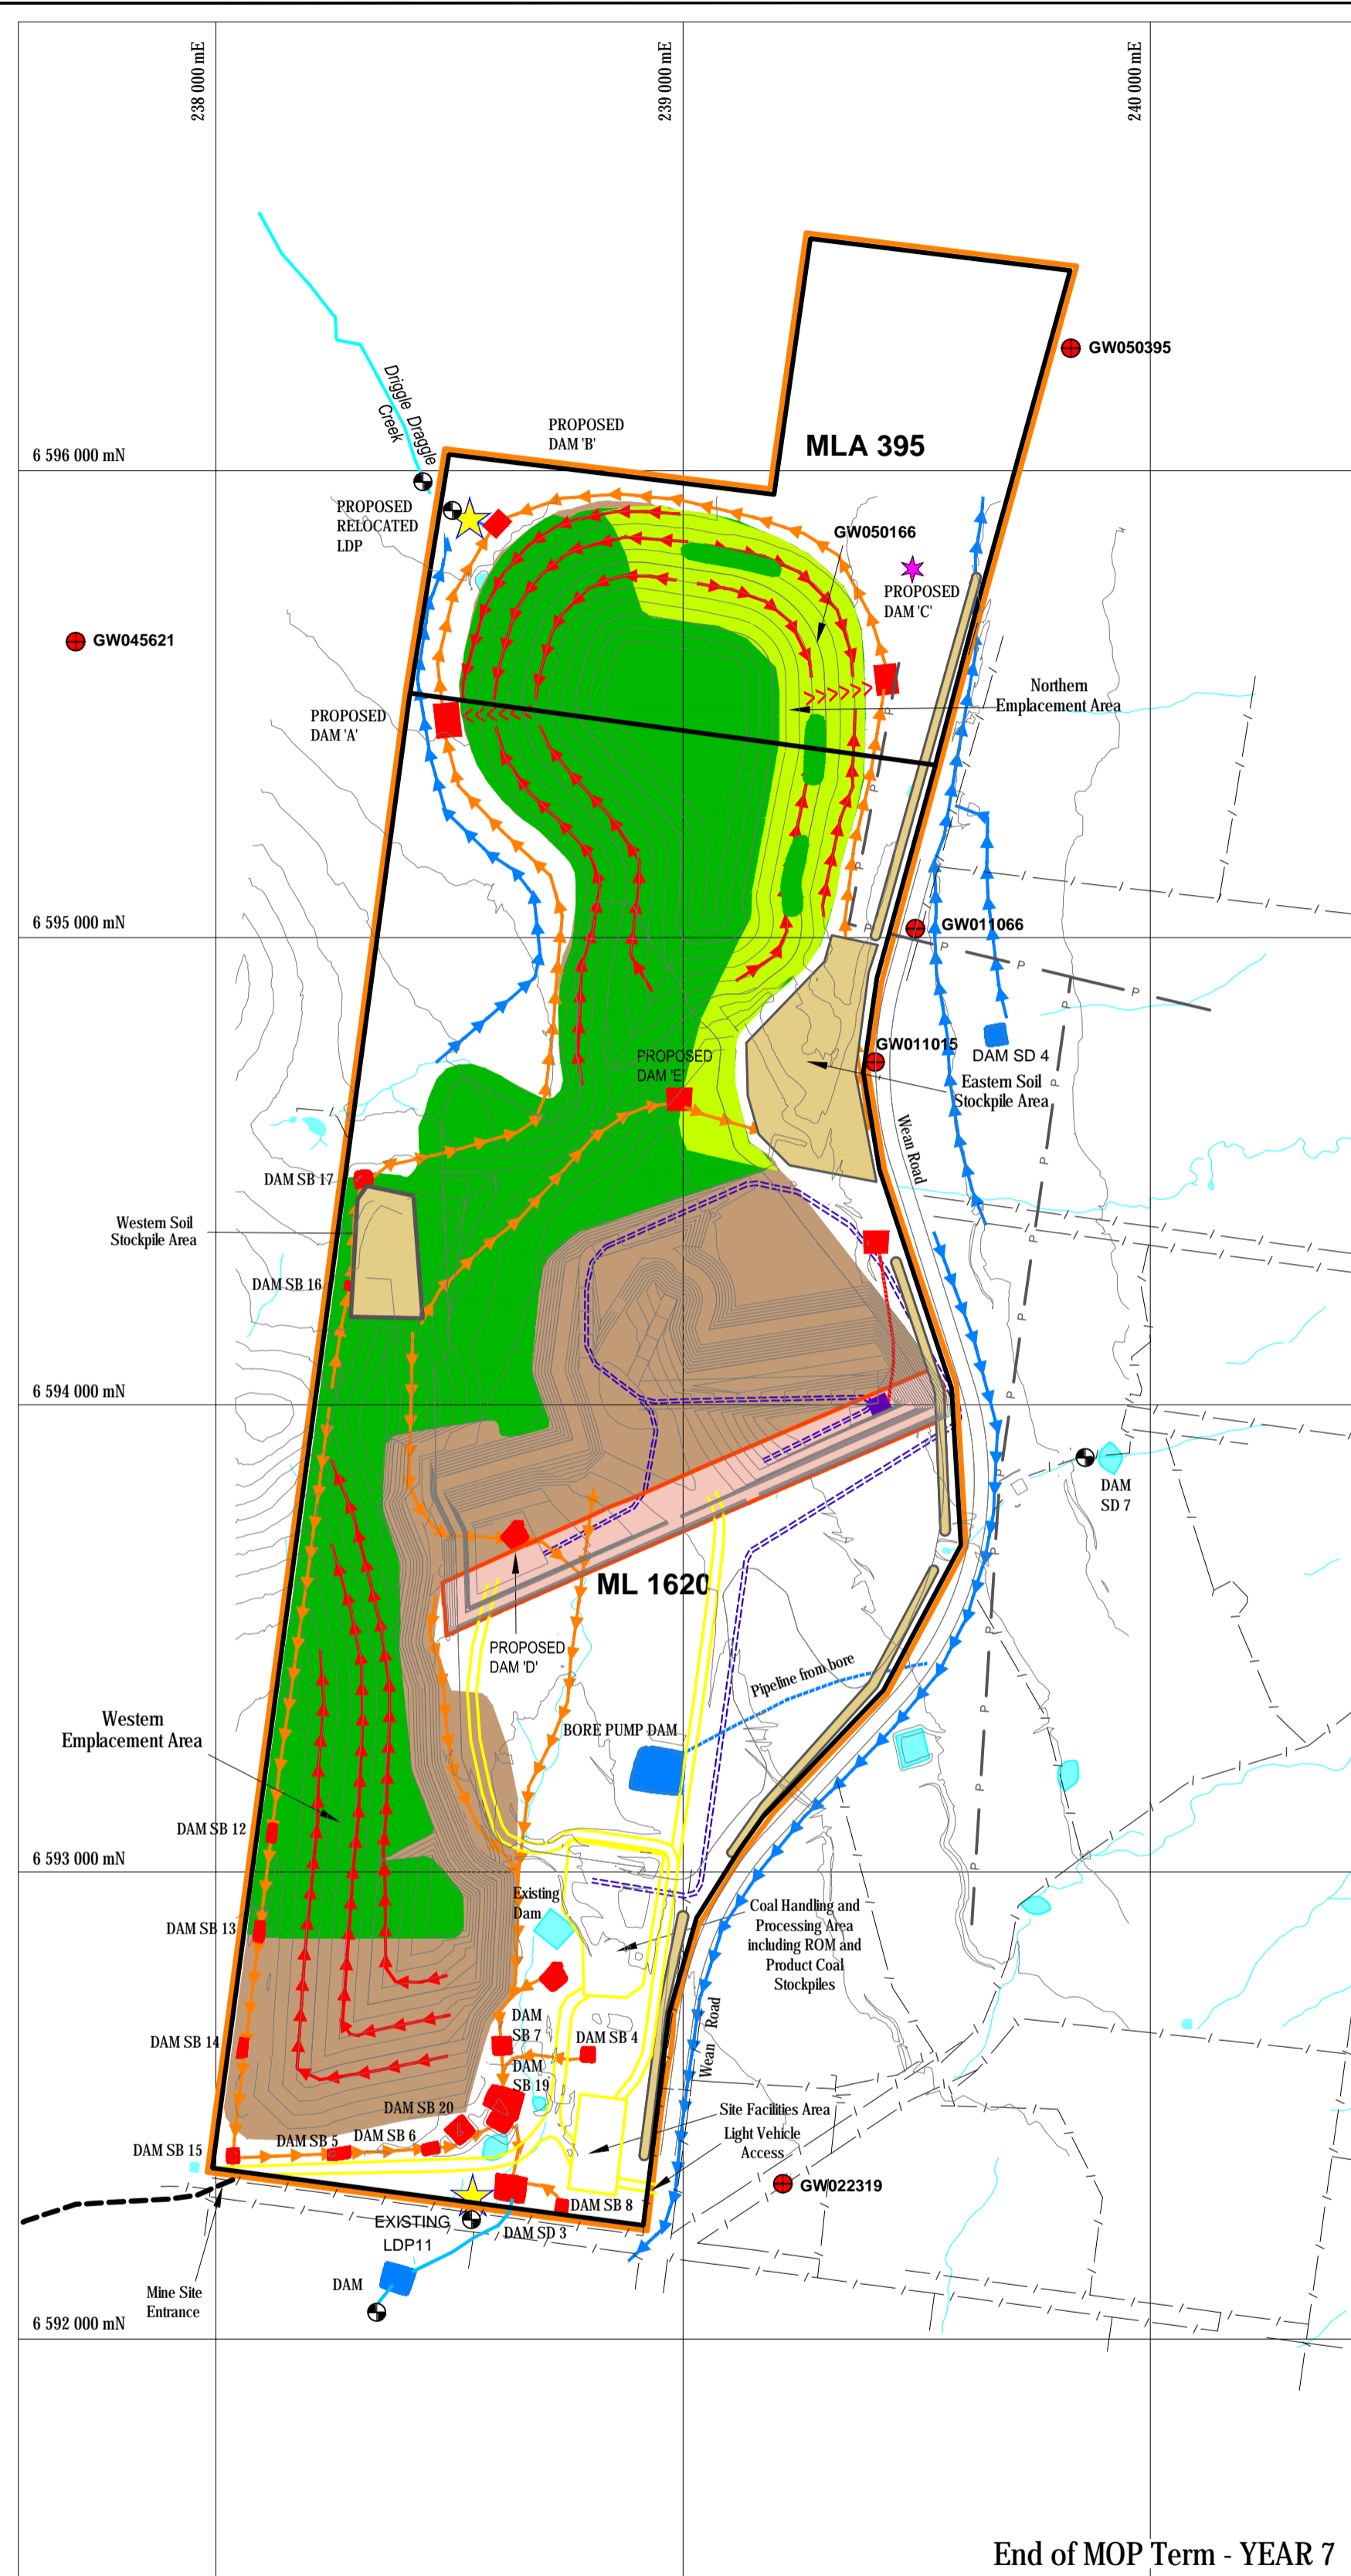 238 000 mE
239 000 mE
240 000 mE
GW050395
Driggle Draggle
Creek
PROPOSED
DAM 'B'
MLA 395
6 596 000 mN
PROPOSED
RELOCATED
LDP
GW050166
PROPOSED
DAM 'C'
GW045621
Northern
Emplacement Area
PROPOSED
DAM 'A'
P
P
P
6 595 000 mN
GW011066
P
P
P
P
GW011015
PROPOSED
DAM 'E'
DAM SD 4
Eastern Soil
Stockpile Area
P
Wean Road
P
DAM SB 17
Western Soil
Stockpile Area
P
DAM SB 16
P
P
6 594 000 mN
P
DAM
SD 7
P
ML 1620
P
PROPOSED
DAM 'D'
Pipeline from bore
P
Western
Emplacement Area
BORE PUMP DAM
P
DAM SB 12
6 593 000 mN
P
Existing
Dam
Coal Handling and
Processing Area
including ROM and
Product Coal
Stockpiles
DAM SB 13
DAM
SB 7
DAM SB 14
DAM SB 4
Wean Road
DAM
SB 19
DAM SB 20
Site Facilities Area
Light Vehicle
Access
DAM SB 5
DAM SB 6
DAM SB 15
GW022319
DAM SB 8
EXISTING
LDP11
DAM SD 3
DAM
Mine Site
Entrance
6 592 000 mN
End of MOP Term - YEAR 7